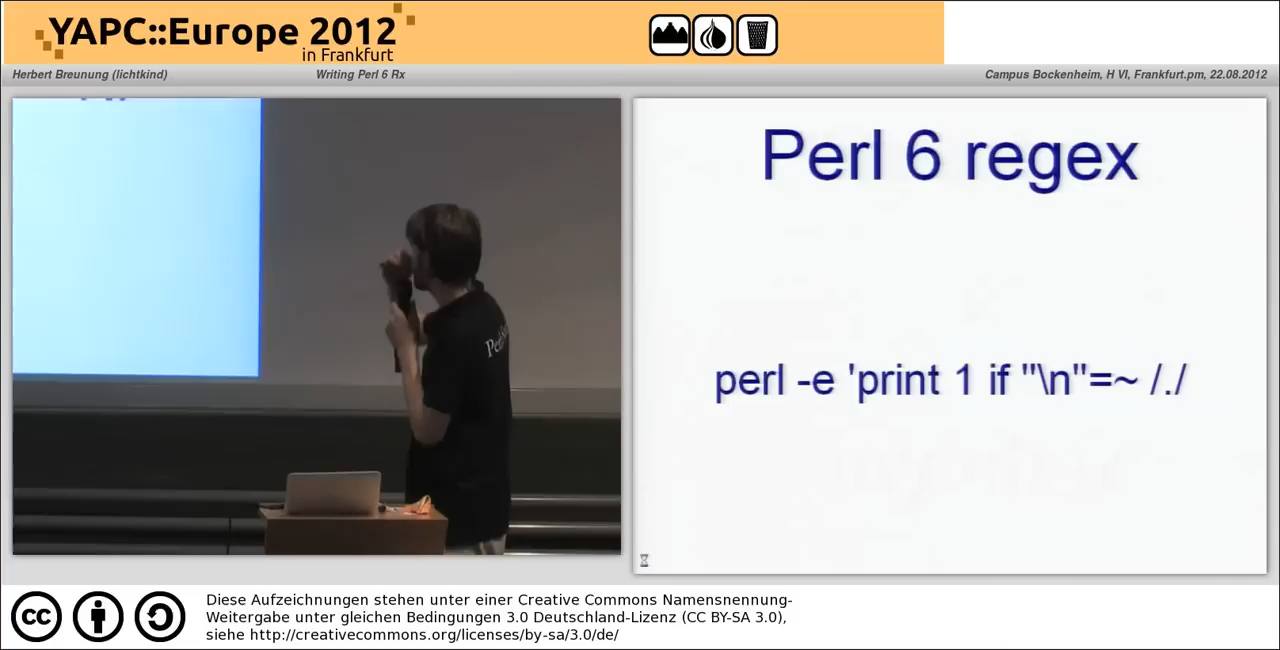 YAPC::Europe 2012
in Frankfurt
Herbert Breunung (lichtkind)
Writing Perl 6 Rx
Campus Bockenheim, H VI, Frankfurt.pm, 22.08.2012
Perl 6 regex
perl -e 'print 1 if "\n"=~ /./
cc
Diese Aufzeichnungen stehen unter einer Creative Commons Namensnennung-
Weitergabe unter gleichen Bedingungen 3.0 Deutschland-Lizenz (CC BY-SA 3.0),
siehe http://creativecommons.org/licenses/by-sa/3.0/de/